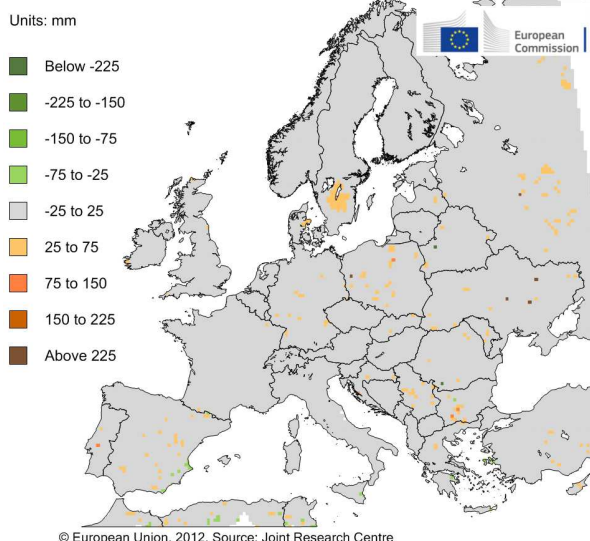 Units: mm
European
Commission
Below -225
-225 to -150
-150 to -75
-75 to -25
-25 to 25
25 to 75
75 to 150
150 to 225
Above 225
© European Union, 2012. Source: Joint Research Centre